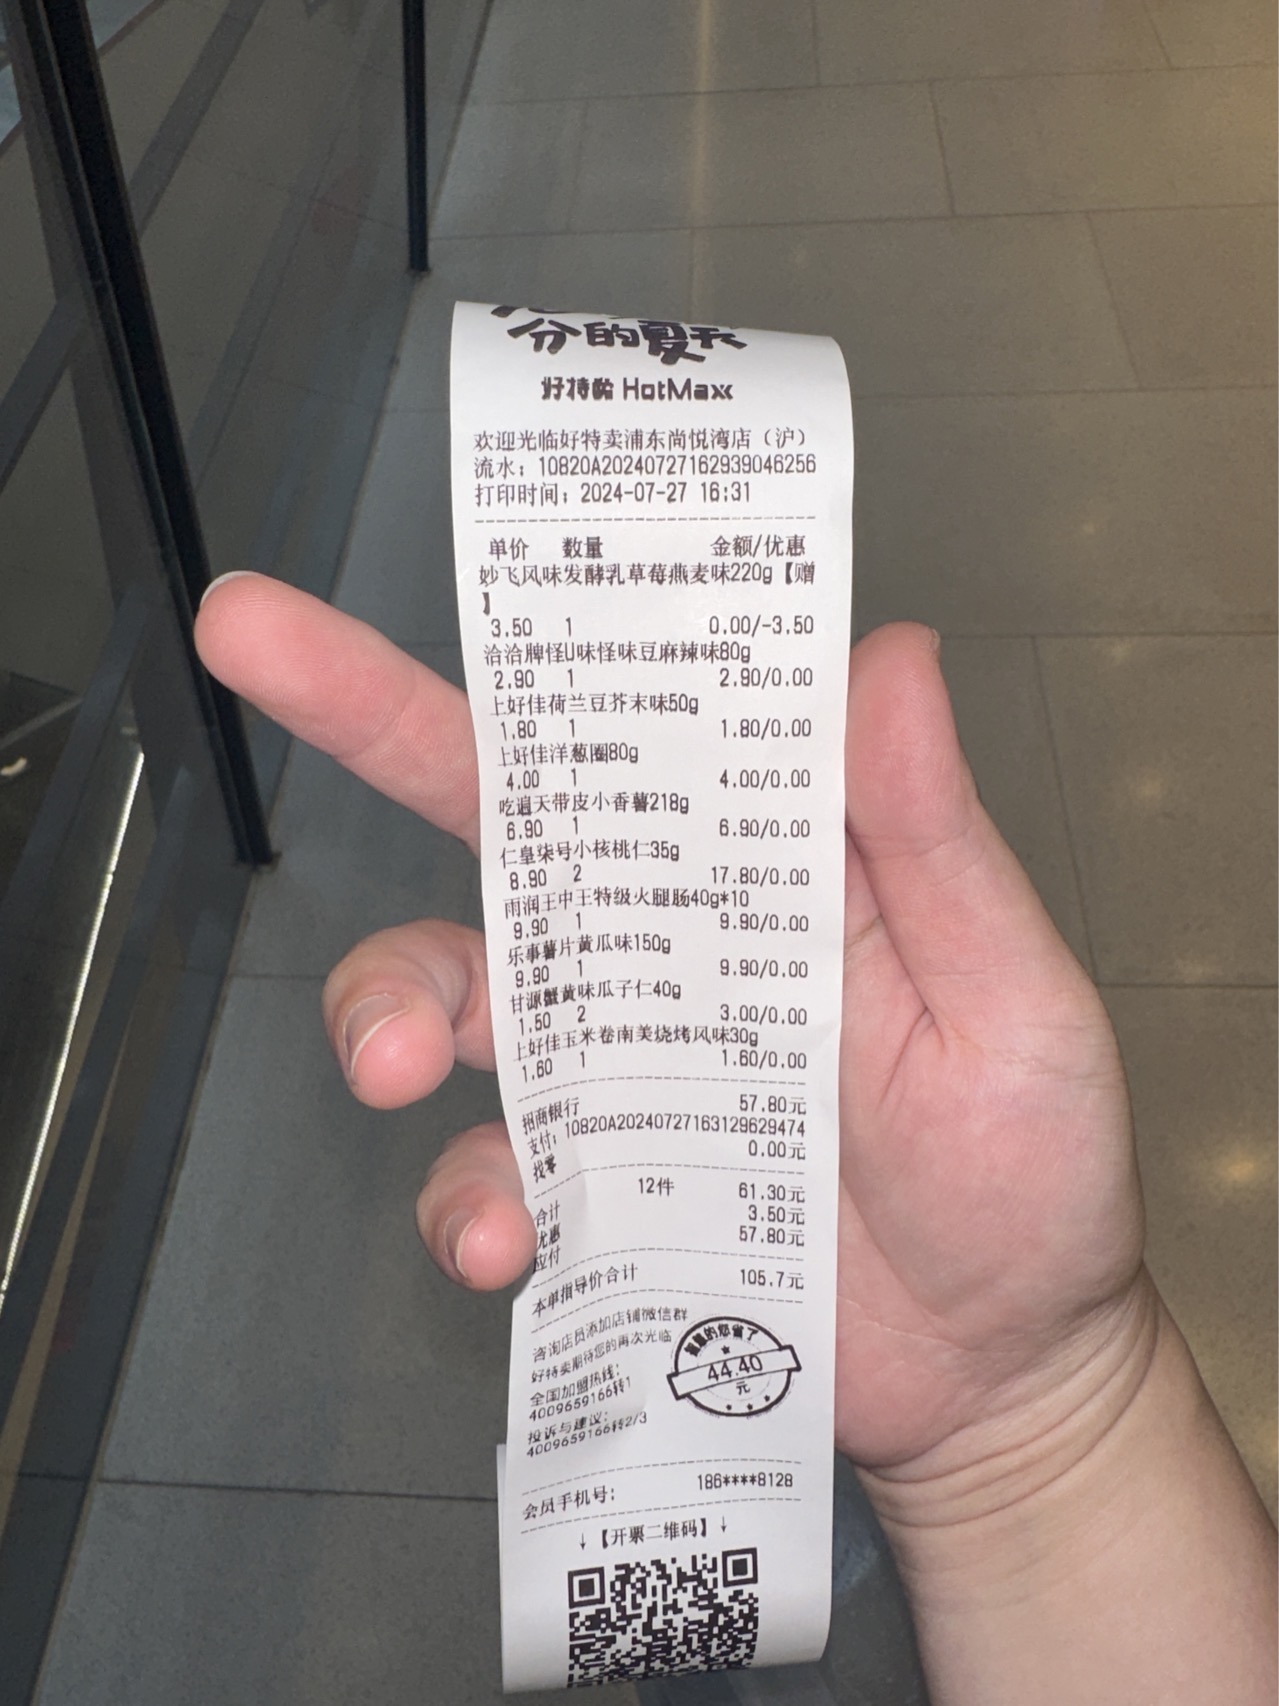 分的夏天
好特卖 HotMaxx
欢迎光临好特卖浦东尚悦湾店（沪）
流水：10820A20240727162939046256
打印时间：2024-07-27 16:31
单价 数量 金额/优惠
妙飞风味发酵乳草莓燕麦味220g【赠
】
3.50 1 0.00/-3.50
洽洽牌怪U味怪味豆麻辣味80g
2.90 1 2.90/0.00
上好佳荷兰豆芥末味50g
1.80 1 1.80/0.00
上好佳洋葱圈80g
4.00 1 4.00/0.00
吃遍天带皮小香薯218g
6.90 1 6.90/0.00
仁皇柒号小核桃仁35g
8.90 2 17.80/0.00
雨润王中王特级火腿肠40g*10
9.90 1 9.90/0.00
乐事薯片黄瓜味150g
9.90 1 9.90/0.00
甘源蟹黄味瓜子仁40g
1.50 2 3.00/0.00
上好佳玉米卷南美烧烤风味30g
1.60 1 1.60/0.00
招商银行 57.80元
支付：10820A20240727163129629474
找零 0.00元
合计 12件 61.30元
优惠 3.50元
应付 57.80元
本单指导价合计 105.7元
咨询店员添加店铺微信群
好特卖期待您的再次光临
全国加盟热线：
4009659166转1
投诉与建议：
4009659166转2/3
的您省了
44.40
元
会员手机号： 186****8128
↓【开票二维码】↓